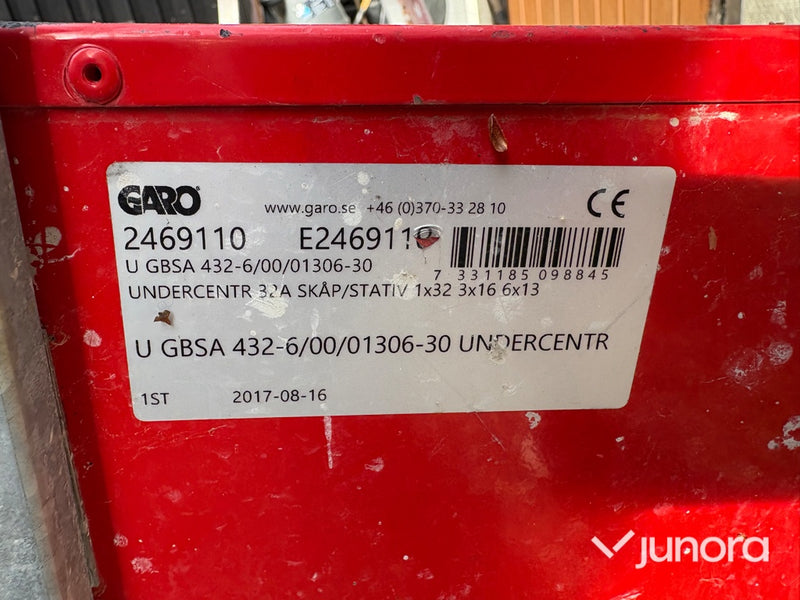 GARO®
www.garo.se +46 (0)370-33 28 10
CE
2469110
U GBSA 432-6/00/01306-30
7 331185 098845
UNDERCENTR 32A SKÅP/STATIV 1x32 3x16 6x13
U GBSA 432-6/00/01306-30 UNDERCENTR
1ST 2017-08-16
junora